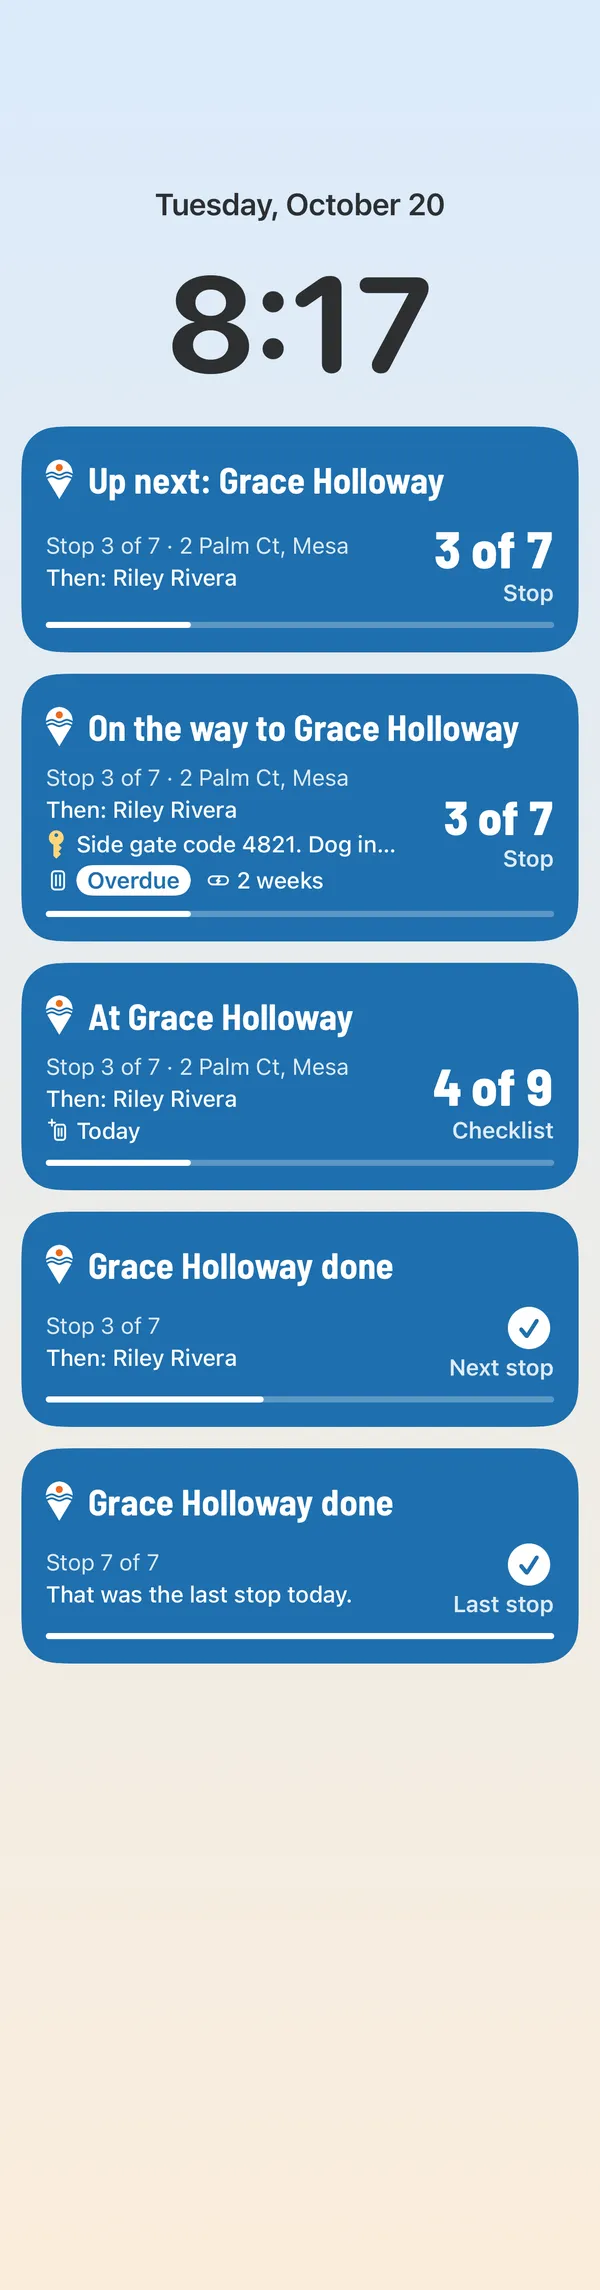 Tuesday, October 20
8:17
Up next: Grace Holloway
Stop 3 of 7 · 2 Palm Ct, Mesa
Then: Riley Rivera
3 of 7
Stop
On the way to Grace Holloway
Stop 3 of 7 · 2 Palm Ct, Mesa
Then: Riley Rivera
Side gate code 4821. Dog in...
Overdue 2 weeks
3 of 7
Stop
At Grace Holloway
Stop 3 of 7 · 2 Palm Ct, Mesa
Then: Riley Rivera
Today
4 of 9
Checklist
Grace Holloway done
Stop 3 of 7
Then: Riley Rivera
Next stop
Grace Holloway done
Stop 7 of 7
That was the last stop today.
Last stop